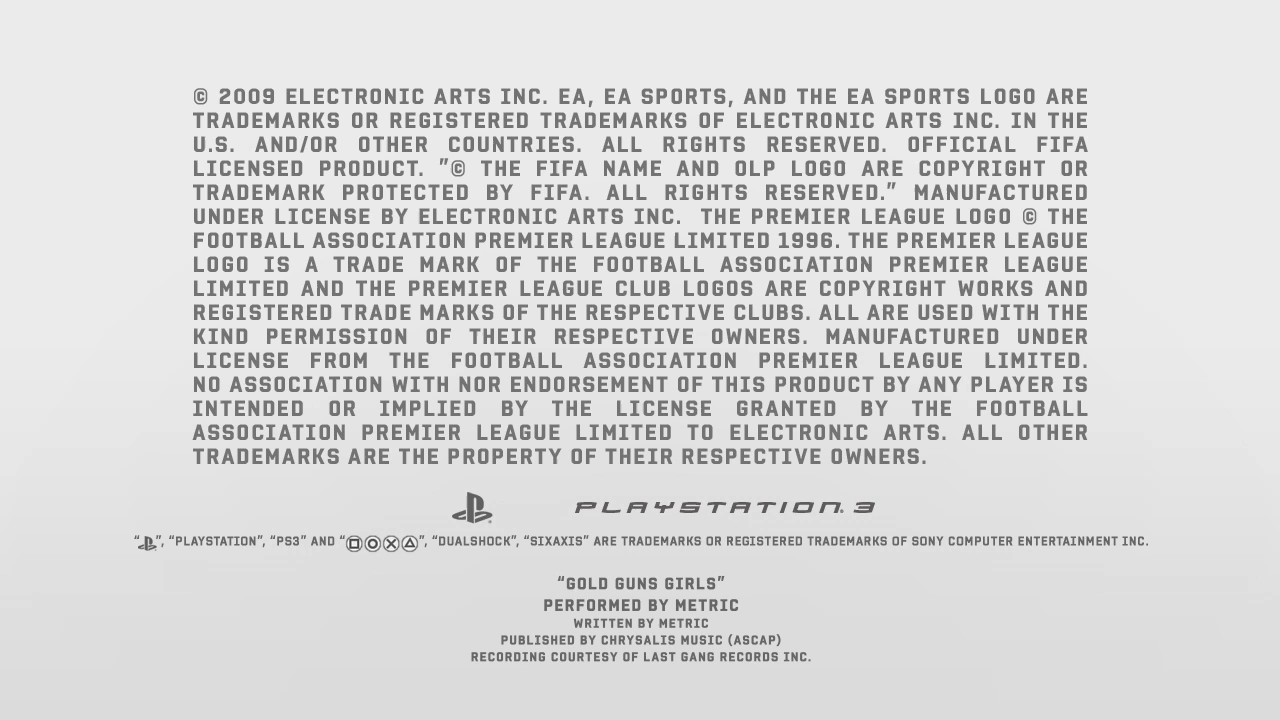 © 2009 ELECTRONIC ARTS INC. EA, EA SPORTS, AND THE EA SPORTS LOGO ARE
TRADEMARKS OR REGISTERED TRADEMARKS OF ELECTRONIC ARTS INC. IN THE
U.S. AND/OR OTHER COUNTRIES. ALL RIGHTS RESERVED. OFFICIAL FIFA
LICENSED PRODUCT. "© THE FIFA NAME AND OLP LOGO ARE COPYRIGHT OR
TRADEMARK PROTECTED BY FIFA. ALL RIGHTS RESERVED." MANUFACTURED
UNDER LICENSE BY ELECTRONIC ARTS INC. THE PREMIER LEAGUE LOGO © THE
FOOTBALL ASSOCIATION PREMIER LEAGUE LIMITED 1996. THE PREMIER LEAGUE
LOGO IS A TRADE MARK OF THE FOOTBALL ASSOCIATION PREMIER LEAGUE
LIMITED AND THE PREMIER LEAGUE CLUB LOGOS ARE COPYRIGHT WORKS AND
REGISTERED TRADE MARKS OF THE RESPECTIVE CLUBS. ALL ARE USED WITH THE
KIND PERMISSION OF THEIR RESPECTIVE OWNERS. MANUFACTURED UNDER
LICENSE FROM THE FOOTBALL ASSOCIATION PREMIER LEAGUE LIMITED.
NO ASSOCIATION WITH NOR ENDORSEMENT OF THIS PRODUCT BY ANY PLAYER IS
INTENDED OR IMPLIED BY THE LICENSE GRANTED BY THE FOOTBALL
ASSOCIATION PREMIER LEAGUE LIMITED TO ELECTRONIC ARTS. ALL OTHER
TRADEMARKS ARE THE PROPERTY OF THEIR RESPECTIVE OWNERS.
PLAYSTATION. 3
“ ”, “PLAYSTATION”, “PS3” AND “ ”, “DUALSHOCK”, “SIXAXIS” ARE TRADEMARKS OR REGISTERED TRADEMARKS OF SONY COMPUTER ENTERTAINMENT INC.
“GOLD GUNS GIRLS”
PERFORMED BY METRIC
WRITTEN BY METRIC
PUBLISHED BY CHRYSALIS MUSIC (ASCAP)
RECORDING COURTESY OF LAST GANG RECORDS INC.